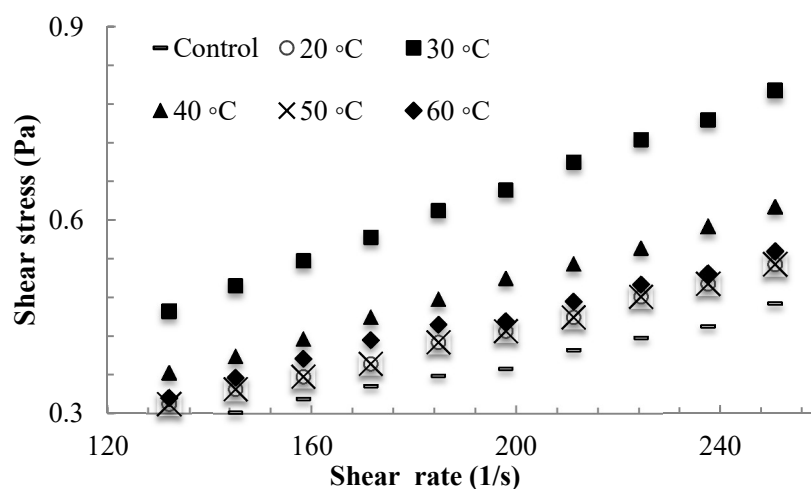 0.9
Control 20 ◦C 30 ◦C
40 ◦C 50 ◦C 60 ◦C
Shear stress (Pa)
0.6
0.3
120 160 200 240
Shear rate (1/s)